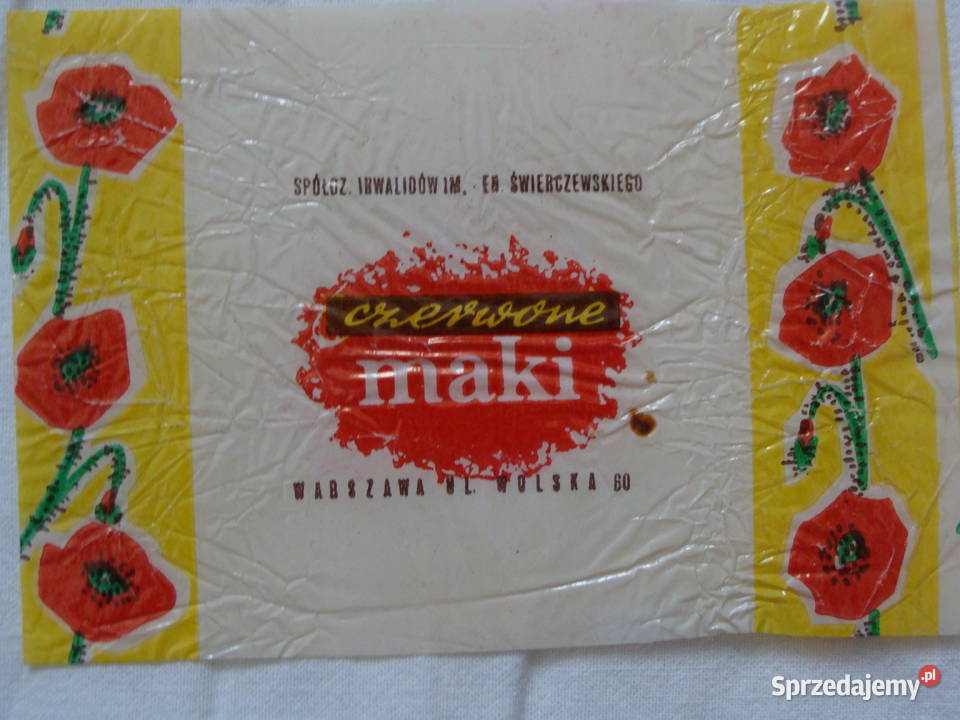 SPÓŁDZ. INWALIDÓW IM. GEN. ŚWIERCZEWSKIEGO
czerwone
maki
WARSZAWA UL. WOLSKA 60
Sprzedajemy.pl